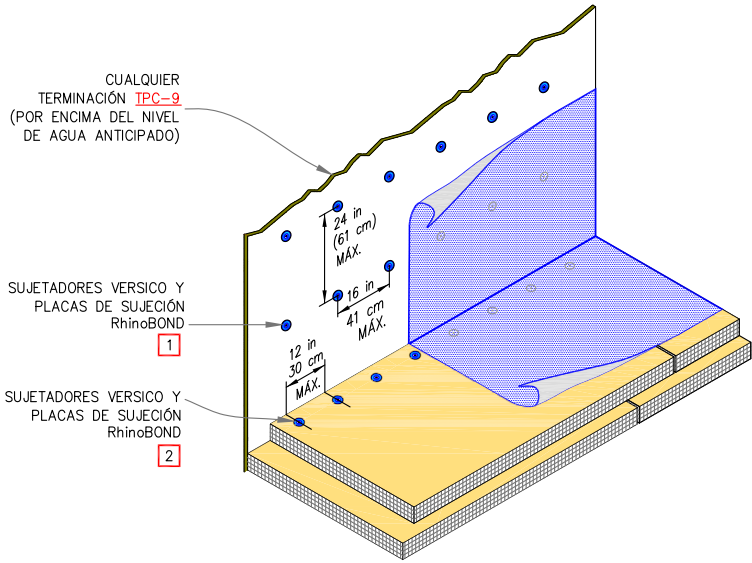 CUALQUIER
TERMINACIÓN TPC-9
(POR ENCIMA DEL NIVEL
DE AGUA ANTICIPADO)
24 in
(61 cm)
MÁX.
16 in
41 cm
MÁX.
SUJETADORES VERSICO Y
PLACAS DE SUJECIÓN
RhinoBOND
1
12 in
30 cm
MÁX.
SUJETADORES VERSICO Y
PLACAS DE SUJECIÓN
RhinoBOND
2